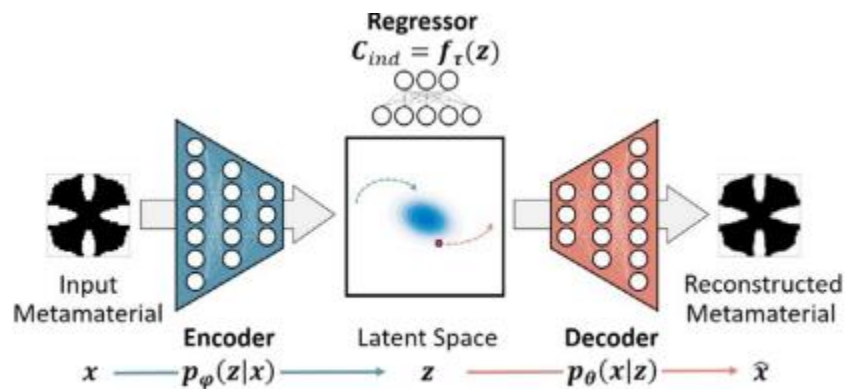 Regressor
C_ind = f_τ(z)
Input
Metamaterial
Encoder
Latent Space
Decoder
Reconstructed
Metamaterial
x p_φ(z|x) z p_θ(x|z) x̂